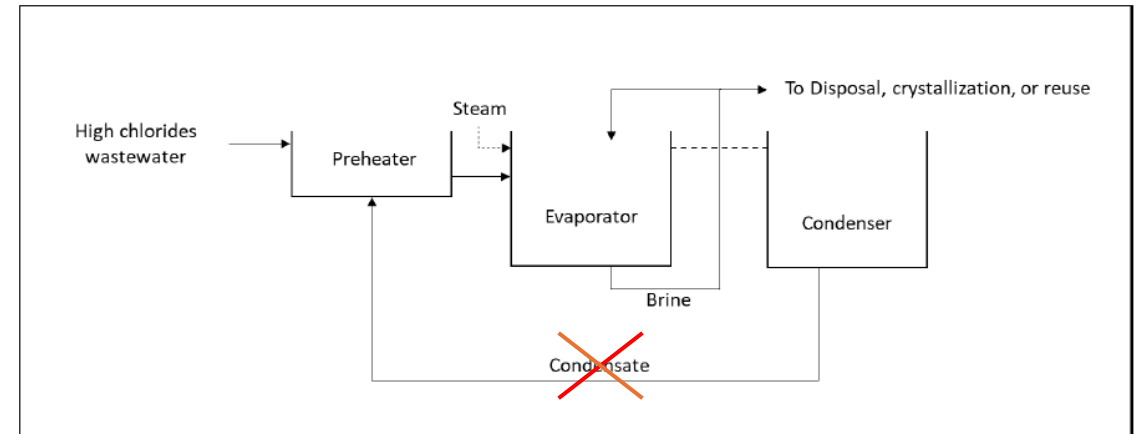 To Disposal, crystallization, or reuse
Steam
High chlorides
wastewater
Preheater
Evaporator
Condenser
Brine
Condensate